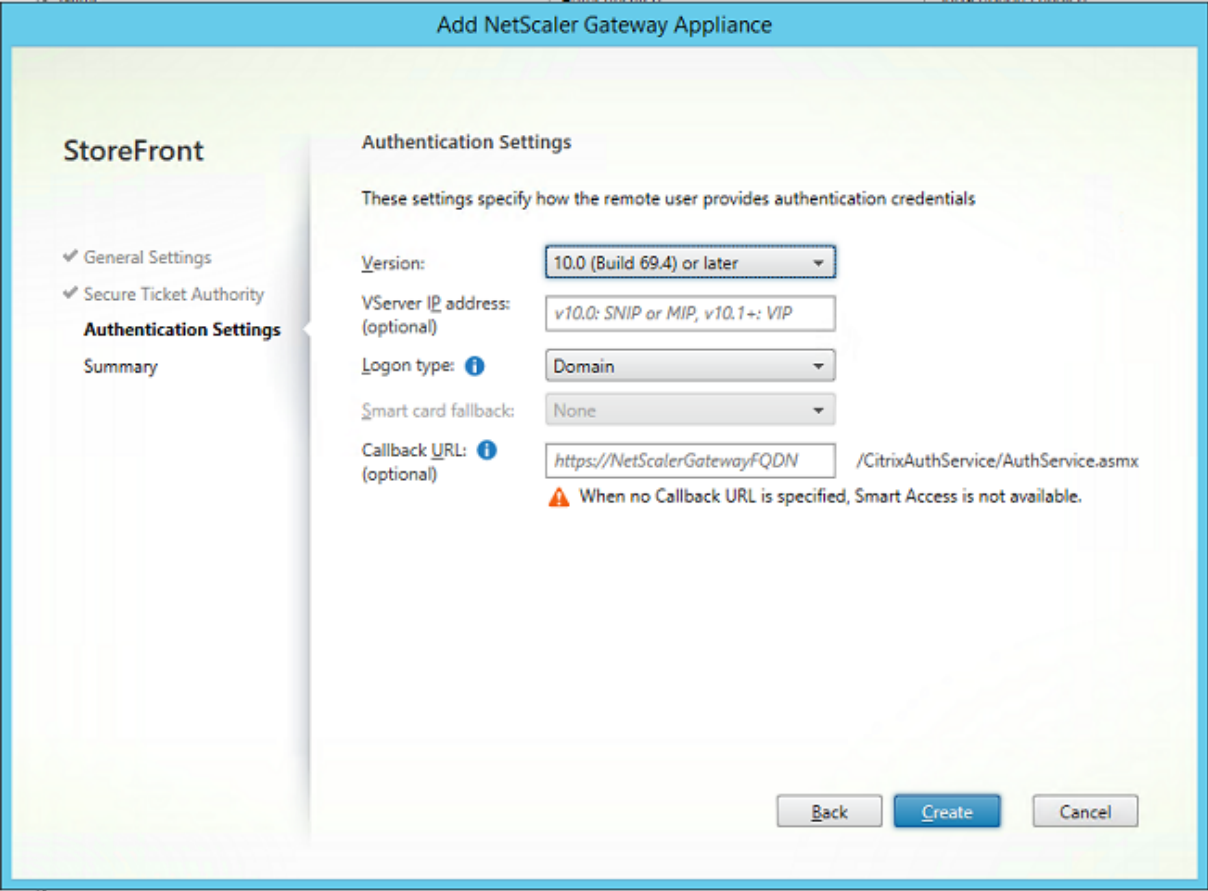 Add NetScaler Gateway Appliance
StoreFront
General Settings
Secure Ticket Authority
Authentication Settings
Summary
Authentication Settings
These settings specify how the remote user provides authentication credentials
Version:
10.0 (Build 69.4) or later
VServer IP address:
(optional)
v10.0: SNIP or MIP, v10.1+: VIP
Logon type:
Domain
Smart card fallback:
None
Callback URL:
(optional)
https://NetScalerGatewayFQDN
/CitrixAuthService/AuthService.asmx
When no Callback URL is specified, Smart Access is not available.
Back
Create
Cancel